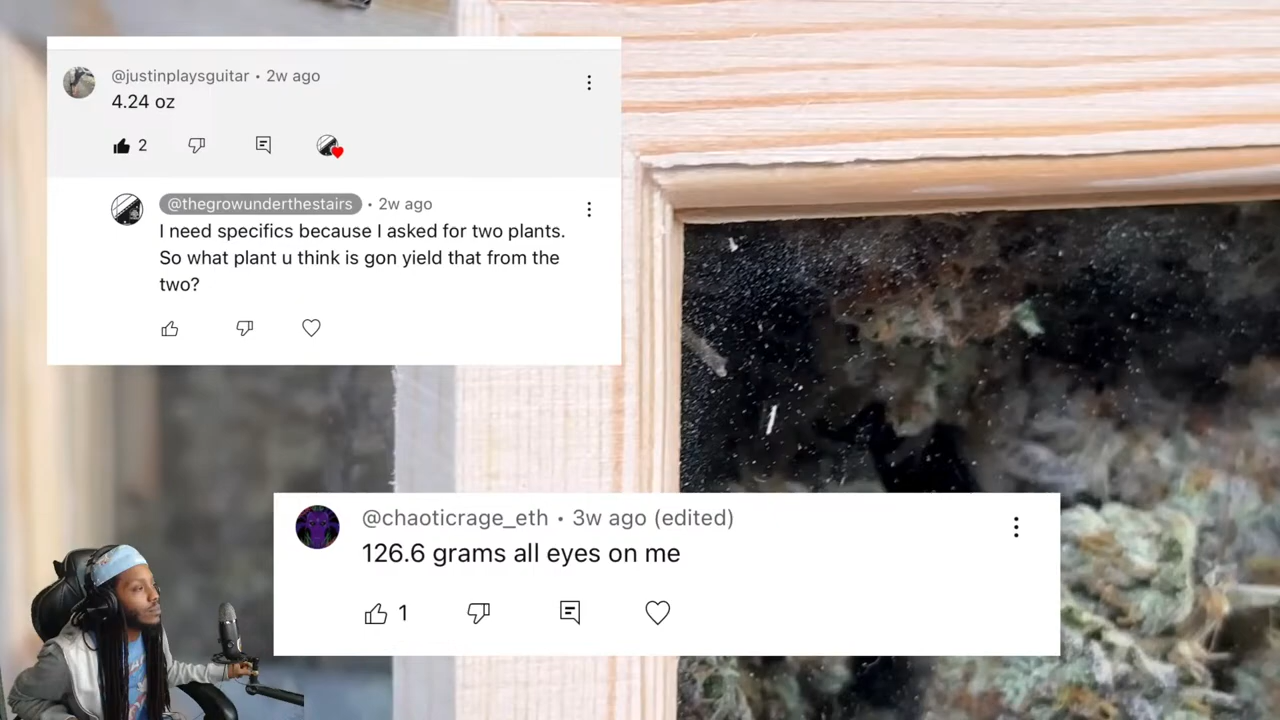 @justinplaysguitar • 2w ago
4.24 oz
2
@thegrowunderthestairs • 2w ago
I need specifics because I asked for two plants.
So what plant u think is gon yield that from the
two?
@chaoticrage_eth • 3w ago (edited)
126.6 grams all eyes on me
1